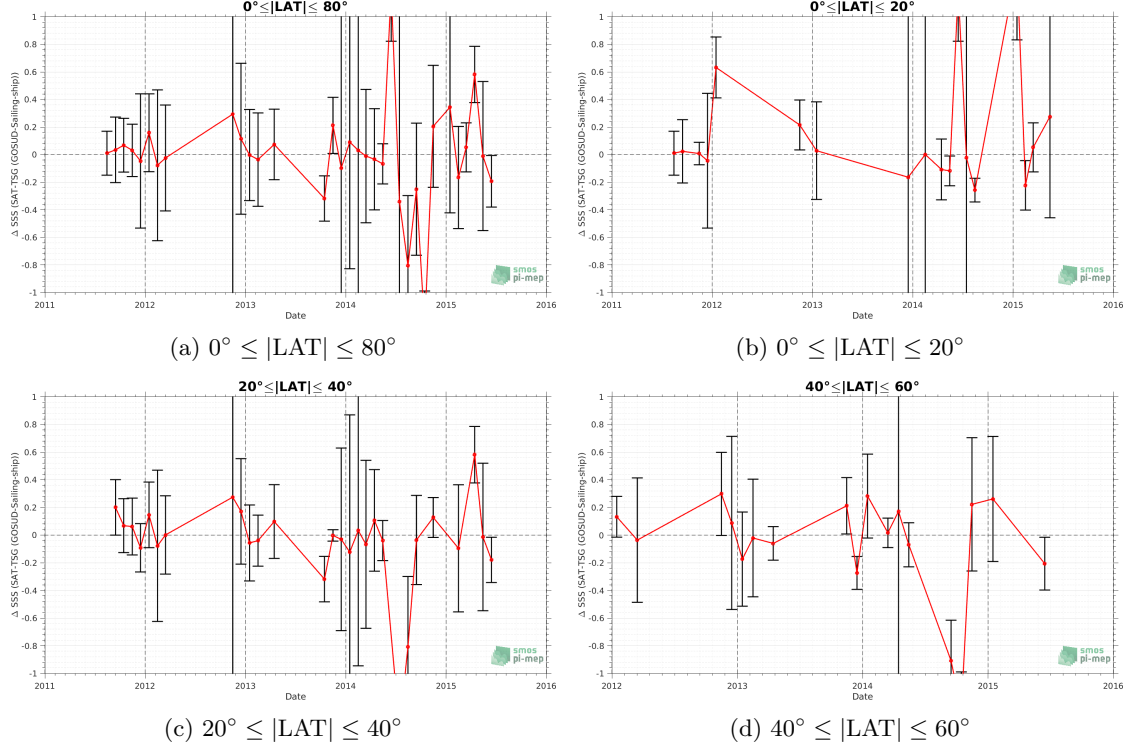 0°≤|LAT|≤ 80°
Δ SSS (SAT-TSG (GOSUD-Sailing-ship))
1
0.8
0.6
0.4
0.2
0
-0.2
-0.4
-0.6
-0.8
-1
2011 2012 2013 2014 2015 2016
Date
smos
pi-mep
(a) 0° ≤ |LAT| ≤ 80°
0°≤|LAT|≤ 20°
Δ SSS (SAT-TSG (GOSUD-Sailing-ship))
1
0.8
0.6
0.4
0.2
0
-0.2
-0.4
-0.6
-0.8
-1
2011 2012 2013 2014 2015 2016
Date
smos
pi-mep
(b) 0° ≤ |LAT| ≤ 20°
20°≤|LAT|≤ 40°
Δ SSS (SAT-TSG (GOSUD-Sailing-ship))
1
0.8
0.6
0.4
0.2
0
-0.2
-0.4
-0.6
-0.8
-1
2011 2012 2013 2014 2015 2016
Date
smos
pi-mep
(c) 20° ≤ |LAT| ≤ 40°
40°≤|LAT|≤ 60°
Δ SSS (SAT-TSG (GOSUD-Sailing-ship))
1
0.8
0.6
0.4
0.2
0
-0.2
-0.4
-0.6
-0.8
-1
2012 2013 2014 2015 2016
Date
smos
pi-mep
(d) 40° ≤ |LAT| ≤ 60°